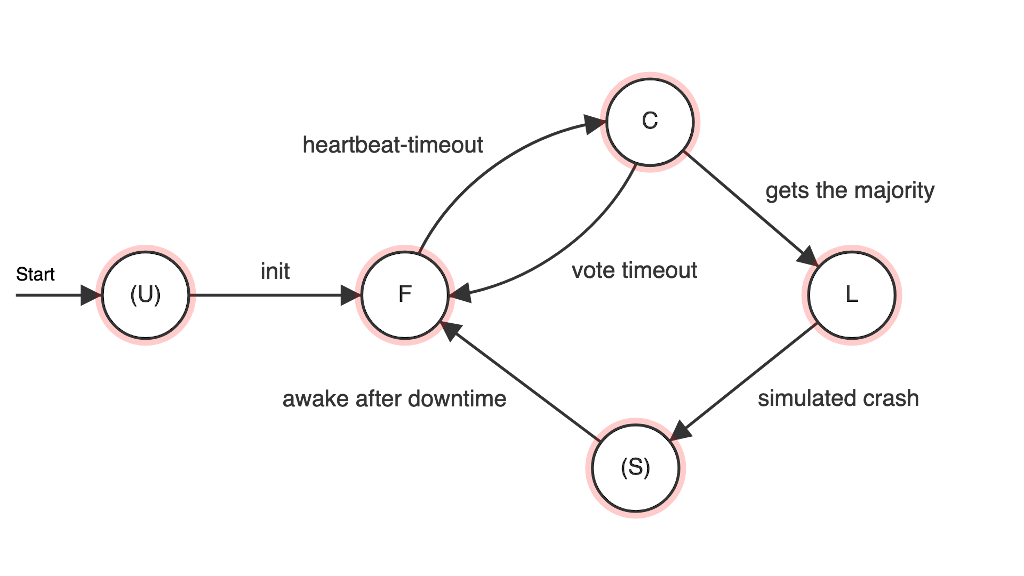 C
heartbeat-timeout
gets the majority
Start
(U)
init
F
vote timeout
L
awake after downtime
simulated crash
(S)